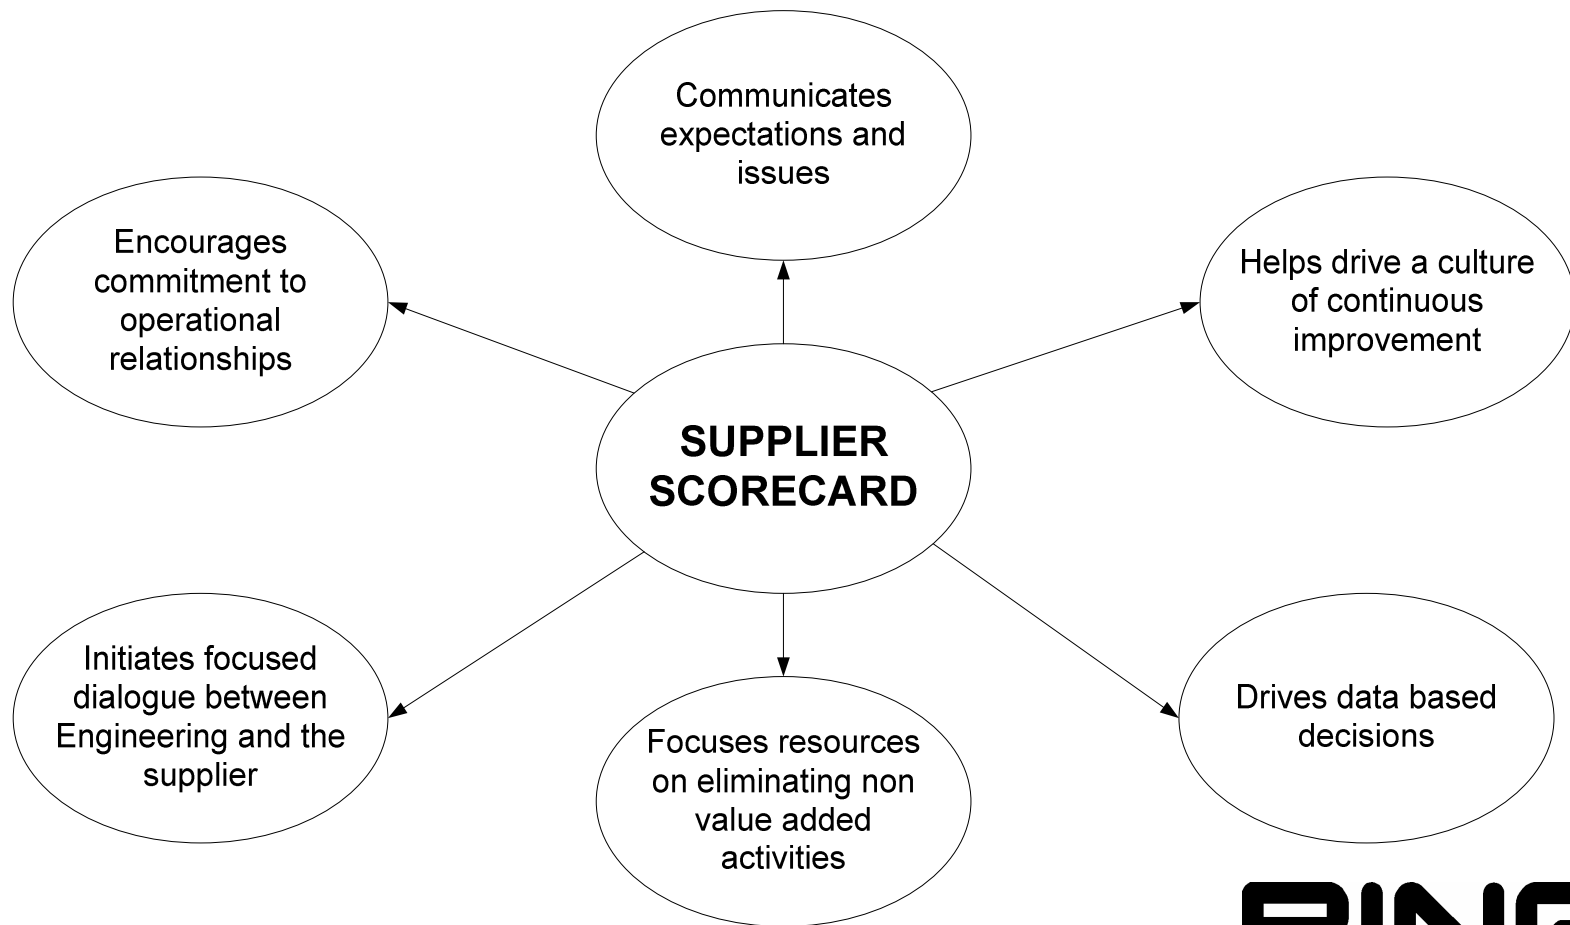 Communicates
expectations and
issues
Encourages
commitment to
operational
relationships
Helps drive a culture
of continuous
improvement
SUPPLIER
SCORECARD
Initiates focused
dialogue between
Engineering and the
supplier
Focuses resources
on eliminating non
value added
activities
Drives data based
decisions